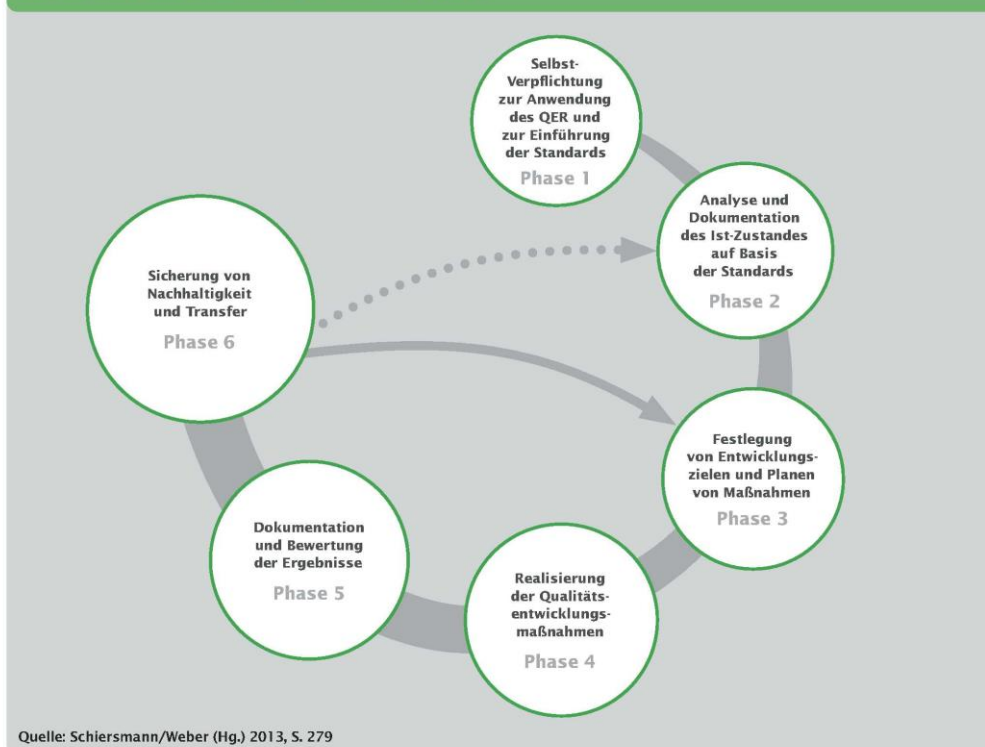 Selbst-
Verpflichtung
zur Anwendung
des QER und
zur Einführung
der Standards
Phase 1
Analyse und
Dokumentation
des Ist-Zustandes
auf Basis
der Standards
Phase 2
Festlegung
von Entwicklungs-
zielen und Planen
von Maßnahmen
Phase 3
Realisierung
der Qualitäts-
entwicklungs-
maßnahmen
Phase 4
Dokumentation
und Bewertung
der Ergebnisse
Phase 5
Sicherung von
Nachhaltigkeit
und Transfer
Phase 6
Quelle: Schiersmann/Weber (Hg.) 2013, S. 279